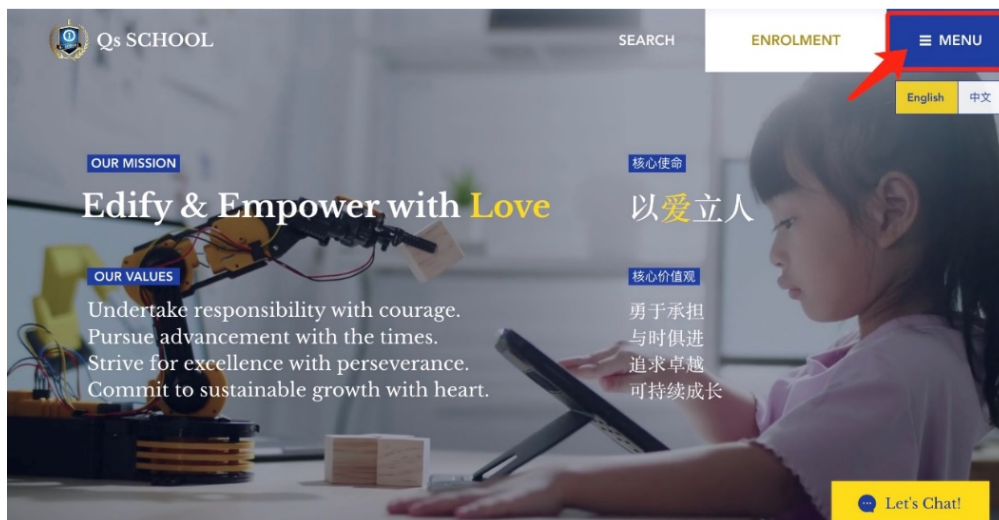 Qs SCHOOL
SEARCH
ENROLMENT
MENU
English
中文
OUR MISSION
Edify & Empower with Love
核心使命
以爱立人
OUR VALUES
Undertake responsibility with courage.
Pursue advancement with the times.
Strive for excellence with perseverance.
Commit to sustainable growth with heart.
核心价值观
勇于承担
与时俱进
追求卓越
可持续成长
Let's Chat!